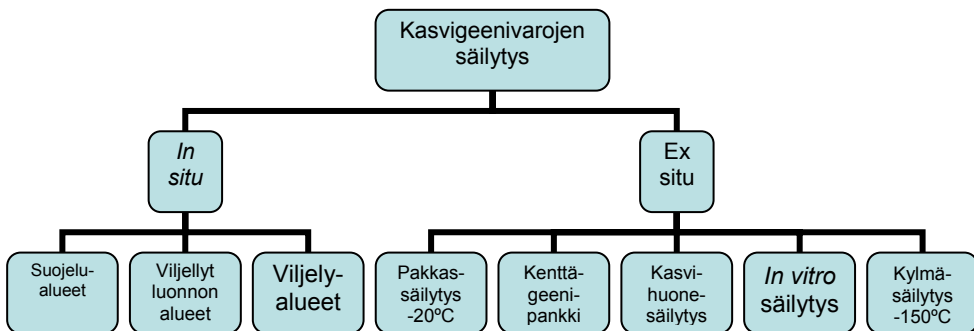 Kasvigeenivarojen
säilytys
In
situ
Ex
situ
Suojelu-
alueet
Viljellyt
luonnon
alueet
Viljely-
alueet
Pakkas-
säilytys
-20ºC
Kenttä-
geeni-
pankki
Kasvi-
huone-
säilytys
In vitro
säilytys
Kylmä-
säilytys
-150ºC